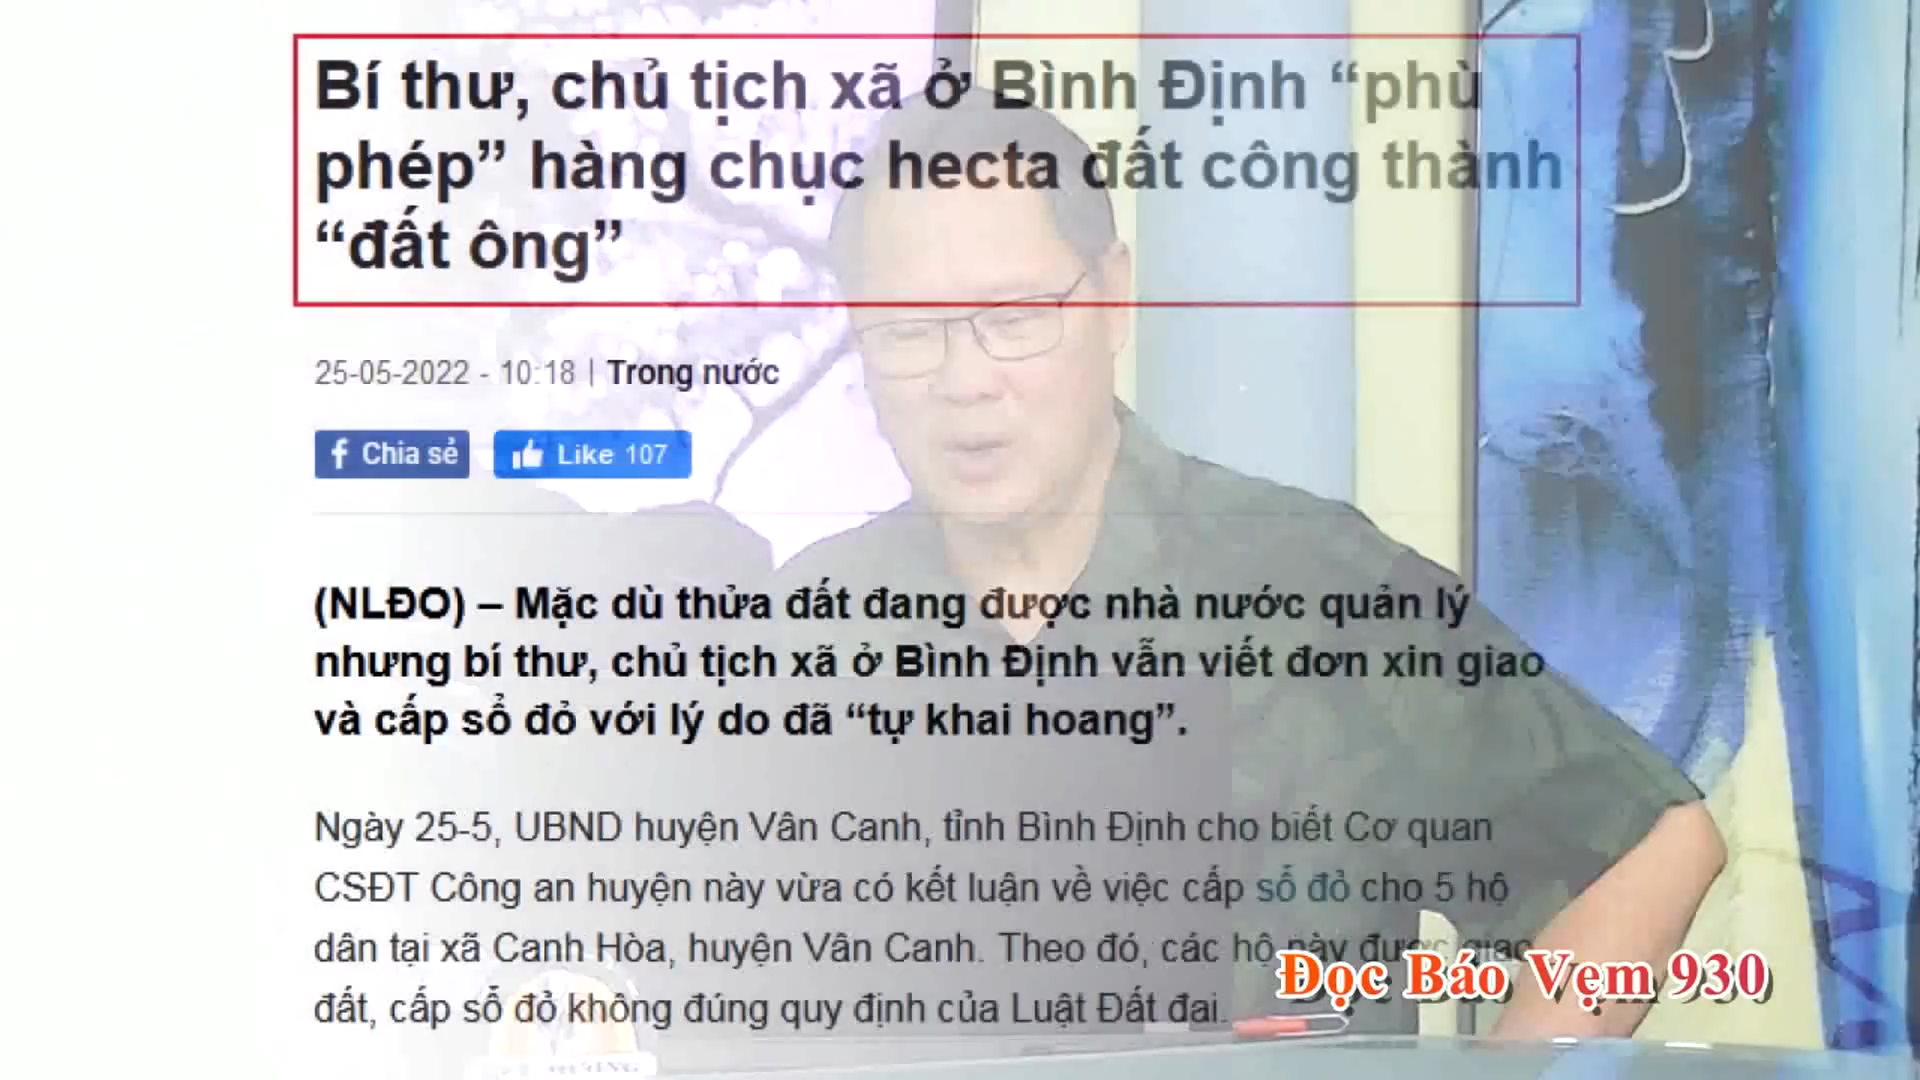 Bí thư, chủ tịch xã ở Bình Định “phù
phép” hàng chục hecta đất công thành
“đất ông”
25-05-2022 - 10:18 | Trong nước
Chia sẻ
Like 107
(NLĐO) – Mặc dù thửa đất đang được nhà nước quản lý
nhưng bí thư, chủ tịch xã ở Bình Định vẫn viết đơn xin giao
và cấp sổ đỏ với lý do đã “tự khai hoang”.
Ngày 25-5, UBND huyện Vân Canh, tỉnh Bình Định cho biết Cơ quan
CSĐT Công an huyện này vừa có kết luận về việc cấp sổ đỏ cho 5 hộ
dân tại xã Canh Hòa, huyện Vân Canh. Theo đó, các hộ này được giao
đất, cấp sổ đỏ không đúng quy định của Luật Đất đai.
Đọc Báo Vẹm 930